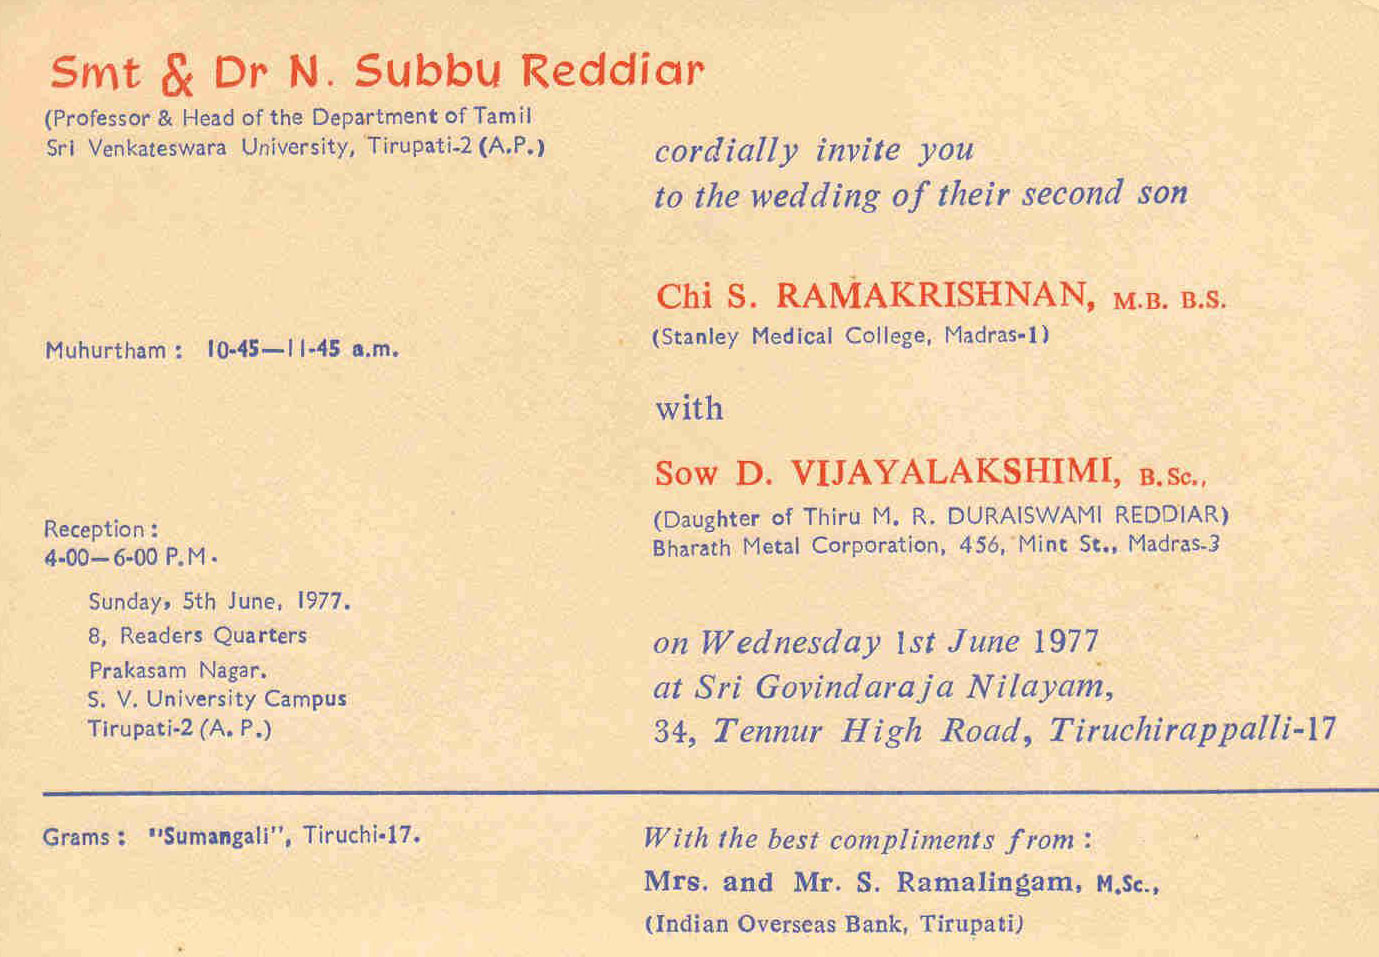 Smt & Dr N. Subbu Reddiar
(Professor & Head of the Department of Tamil
Sri Venkateswara University, Tirupati-2 (A.P.)
cordially invite you
to the wedding of their second son
Chi S. RAMAKRISHNAN, M.B. B.S.
(Stanley Medical College, Madras-1)
Muhurtham : 10-45—11-45 a.m.
with
Sow D. VIJAYALAKSHIMI, B.Sc.,
(Daughter of Thiru M. R. DURAISWAMI REDDIAR)
Bharath Metal Corporation, 456, Mint St., Madras-3
Reception :
4-00—6-00 P.M.
Sunday, 5th June, 1977.
8, Readers Quarters
Prakasam Nagar.
S. V. University Campus
Tirupati-2 (A. P.)
on Wednesday 1st June 1977
at Sri Govindaraja Nilayam,
34, Tennur High Road, Tiruchirappalli-17
Grams : "Sumangali", Tiruchi-17.
With the best compliments from :
Mrs. and Mr. S. Ramalingam, M.Sc.,
(Indian Overseas Bank, Tirupati)